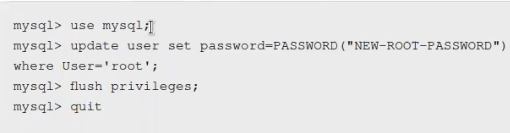 mysql> use mysql;
mysql> update user set password=PASSWORD("NEW-ROOT-PASSWORD")
where User='root';
mysql> flush privileges;
mysql> quit